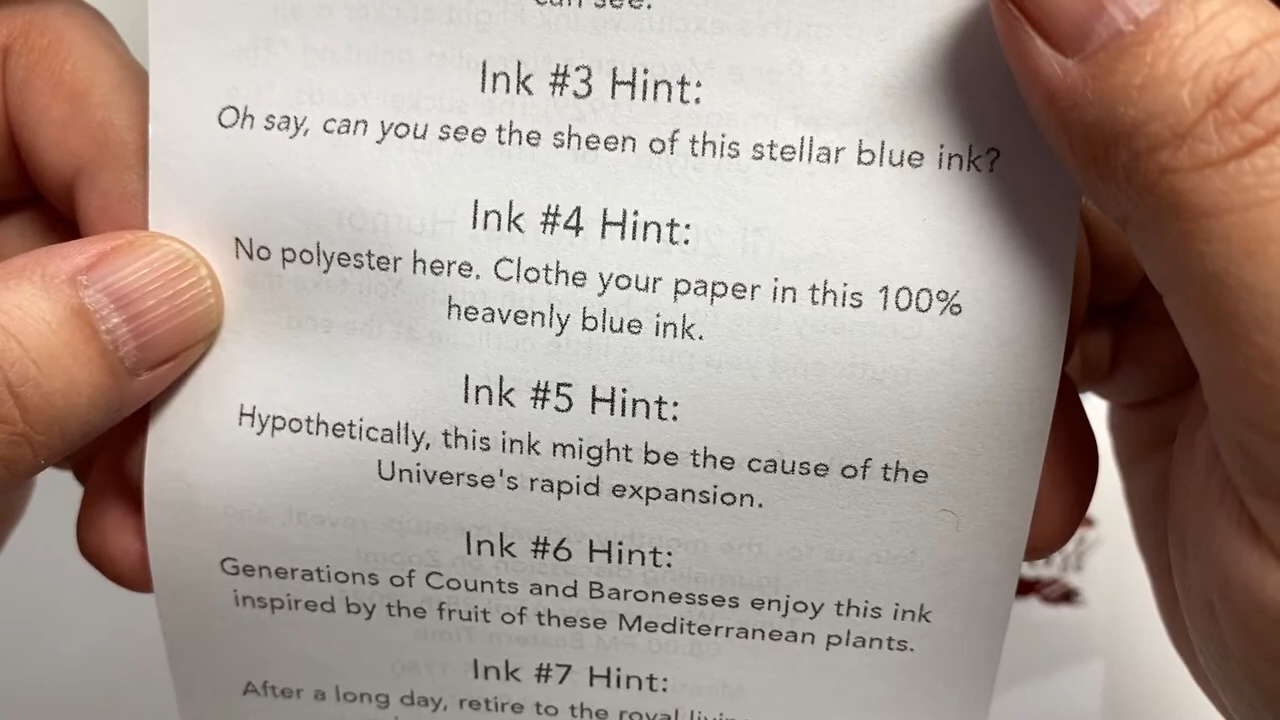 can see.
Ink #3 Hint:
Oh say, can you see the sheen of this stellar blue ink?
Ink #4 Hint:
No polyester here. Clothe your paper in this 100%
heavenly blue ink.
Ink #5 Hint:
Hypothetically, this ink might be the cause of the
Universe's rapid expansion.
Ink #6 Hint:
Generations of Counts and Baronesses enjoy this ink
inspired by the fruit of these Mediterranean plants.
Ink #7 Hint:
After a long day, retire to the royal